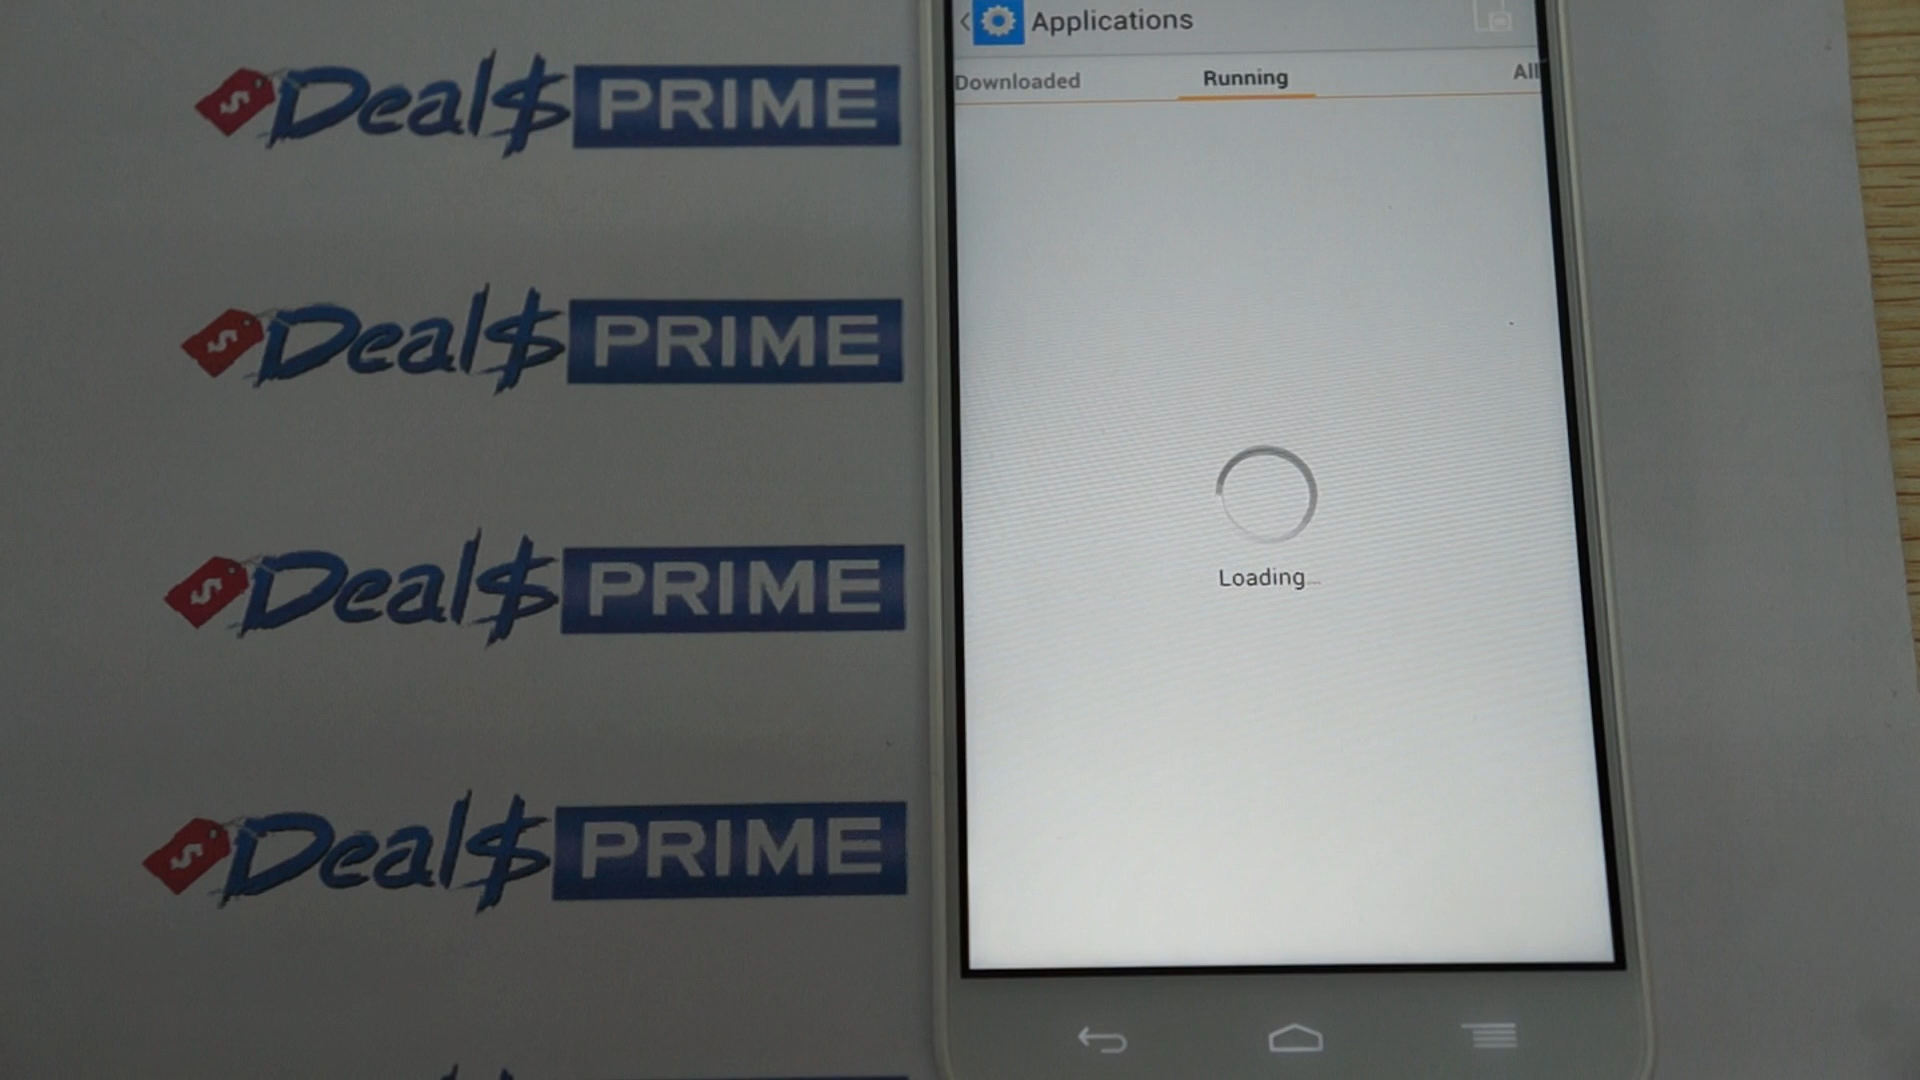 Applications
Downloaded Running All
Loading...
Deal$ PRIME
Deal$ PRIME
Deal$ PRIME
Deal$ PRIME